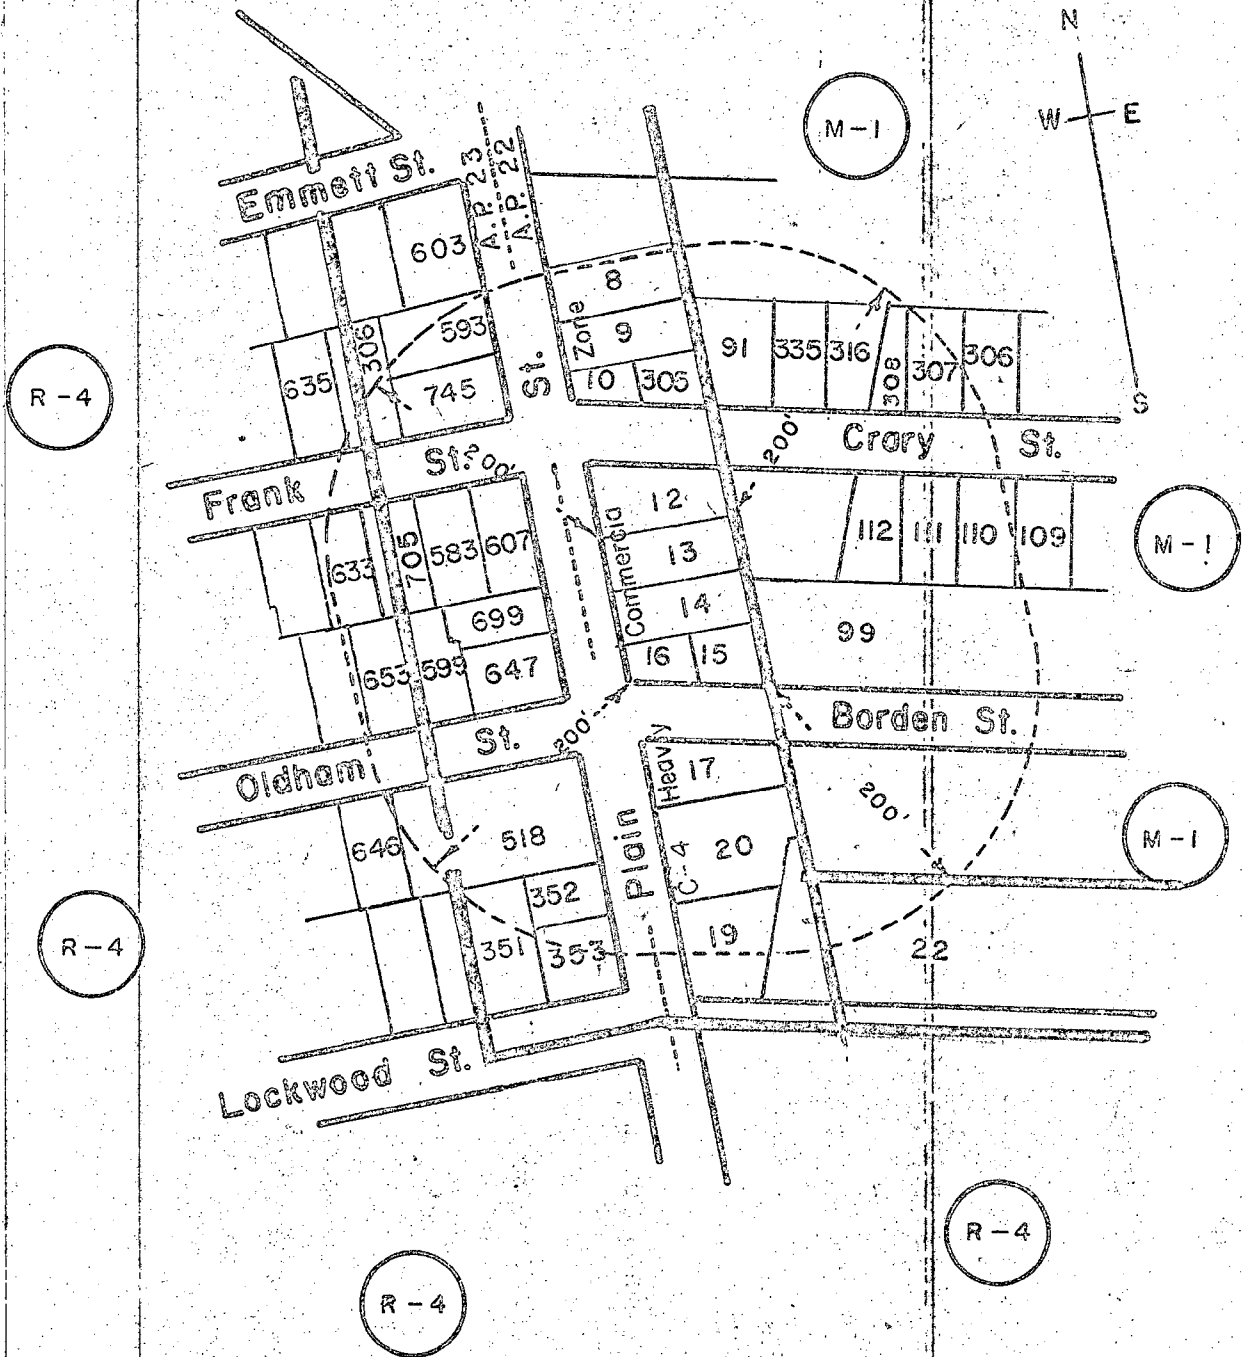 N
M-1
W E
A.P. 23
A.P. 22
Emmett St.
603
8
Zone
9
593
306
91
335
316
308
307
306
R-4
635
745
St.
10
305
S
Crary St.
200'
St.
200'
Frank
12
112
111
110
109
M-1
13
Commercial
633
705
583
607
14
699
99
16
15
653
599
647
Borden St.
St.
200'
Oldham
Heavy
17
200'
M-1
646
518
20
C-4
Plain
352
R-4
351
353
19
22
Lockwood St.
R-4
R-4